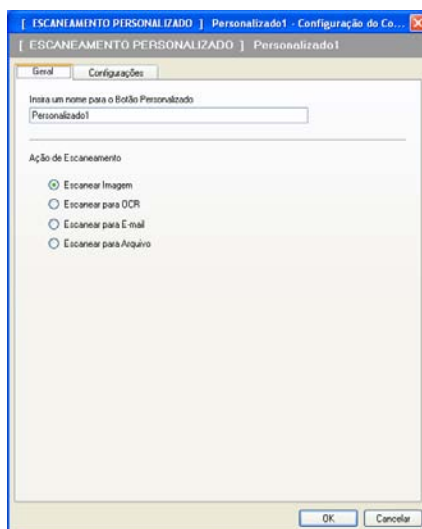 [ ESCANEAMENTO PERSONALIZADO ] Personalizado1 - Configuração do Co...
[ ESCANEAMENTO PERSONALIZADO ] Personalizado1
Geral
Configurações
Insira um nome para o Botão Personalizado
Personalizado1
Ação de Escaneamento
Escanear Imagem
Escanear para OCR
Escanear para E-mail
Escanear para Arquivo
OK
Cancelar